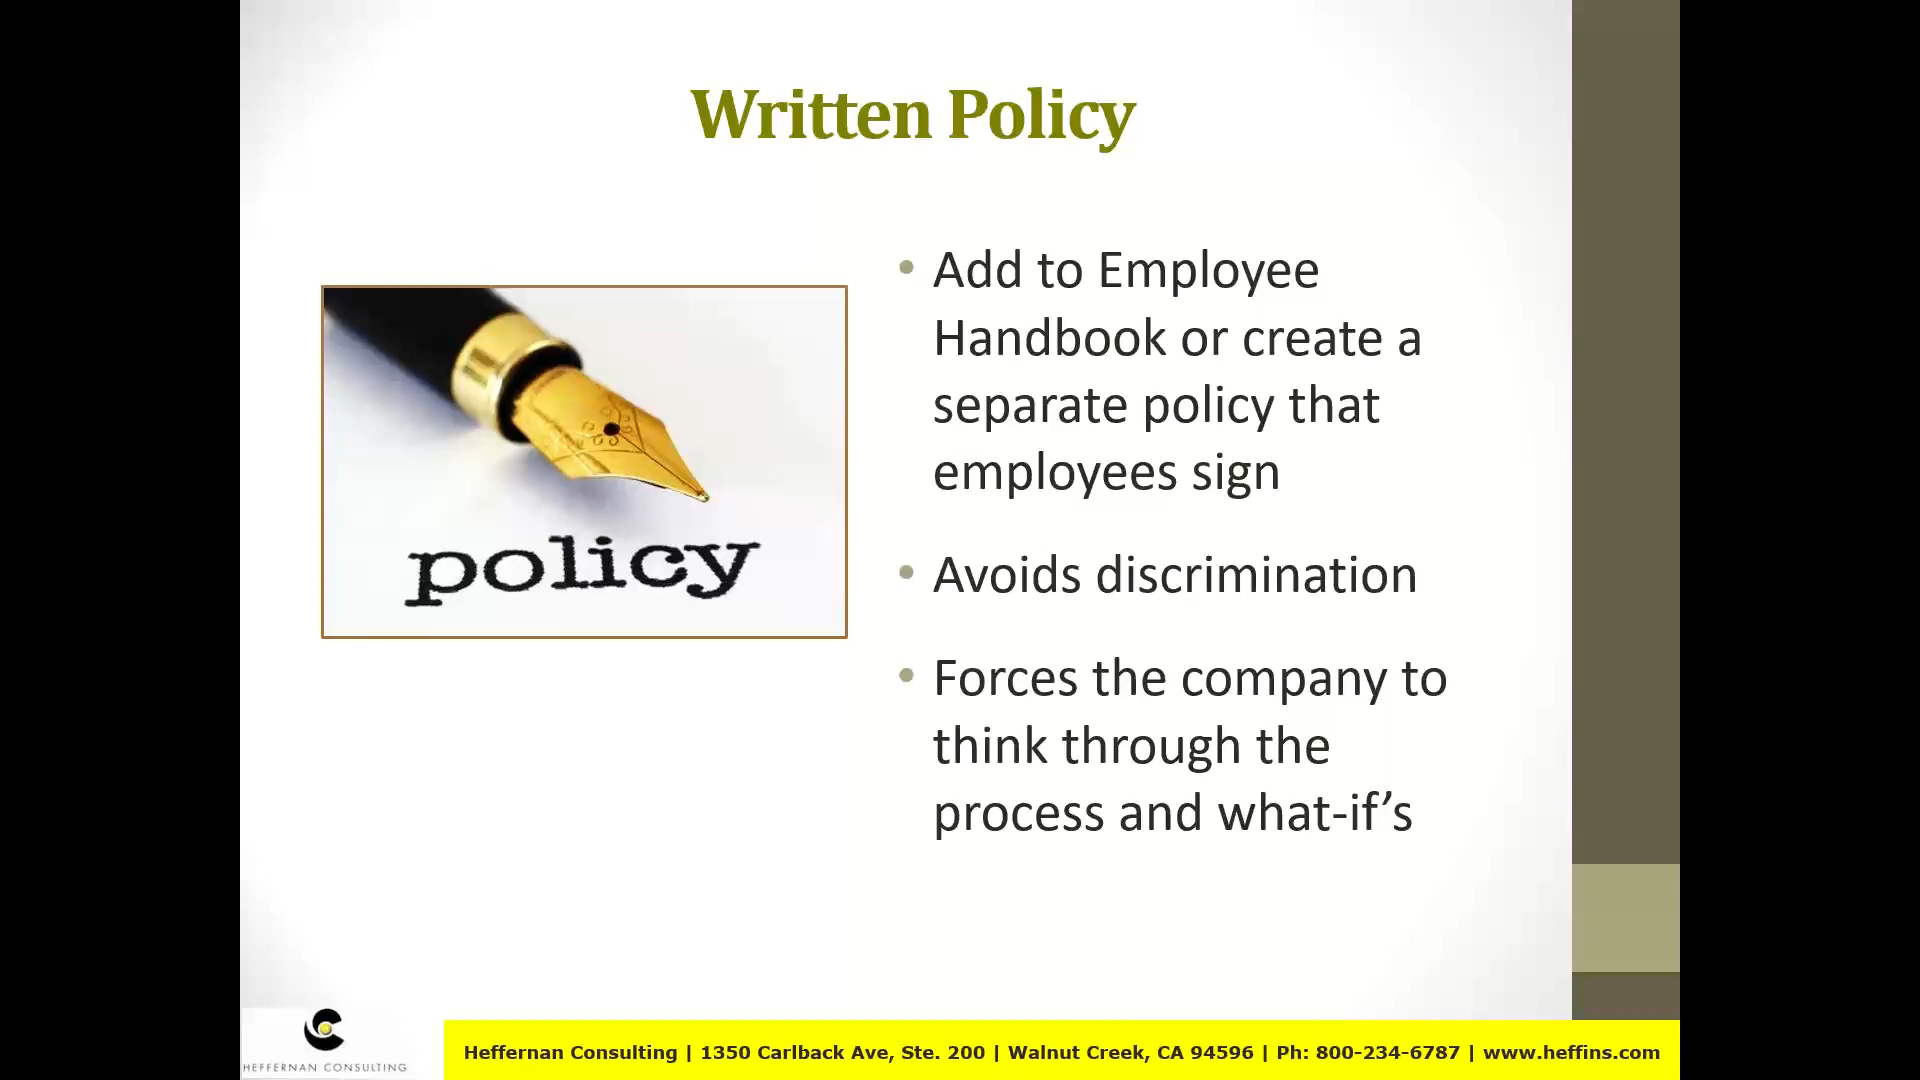 Written Policy
policy
• Add to Employee
Handbook or create a
separate policy that
employees sign
• Avoids discrimination
• Forces the company to
think through the
process and what-if’s
HEFFERNAN CONSULTING
Heffernan Consulting | 1350 Carlback Ave, Ste. 200 | Walnut Creek, CA 94596 | Ph: 800-234-6787 | www.heffins.com